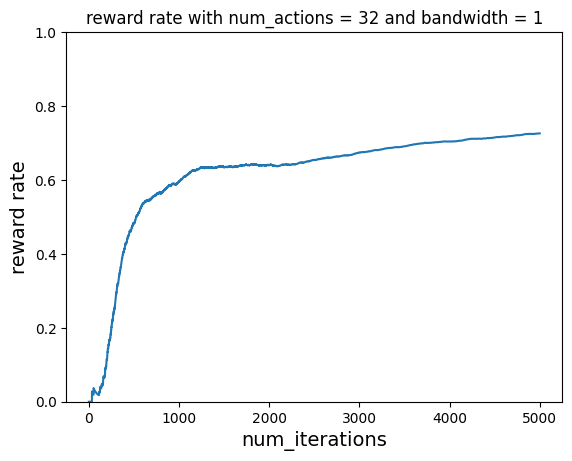 reward rate with num_actions = 32 and bandwidth = 1
1.0
0.8
0.6
0.4
0.2
0.0
reward rate
0 1000 2000 3000 4000 5000
num_iterations